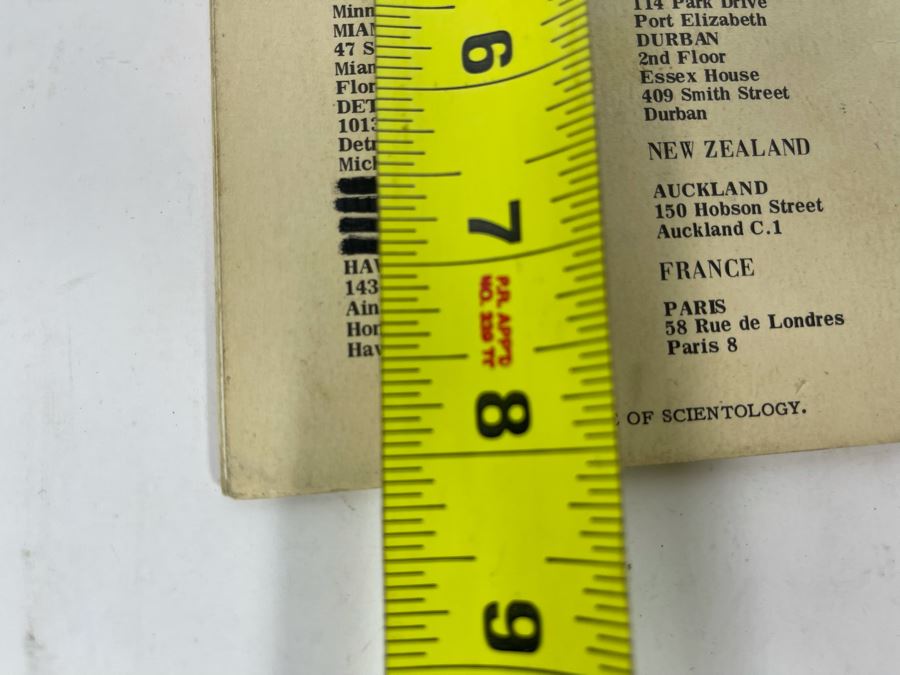 Minn
MIAI
47 S
Mian
Flor
DET
1013
Detr
Mich
HAV
143
Ain
Hon
Hav
6
7
P.R. APP'D
NO. 339 TT
8
9
114 Park Drive
Port Elizabeth
DURBAN
2nd Floor
Essex House
409 Smith Street
Durban
NEW ZEALAND
AUCKLAND
150 Hobson Street
Auckland C.1
FRANCE
PARIS
58 Rue de Londres
Paris 8
OF SCIENTOLOGY.